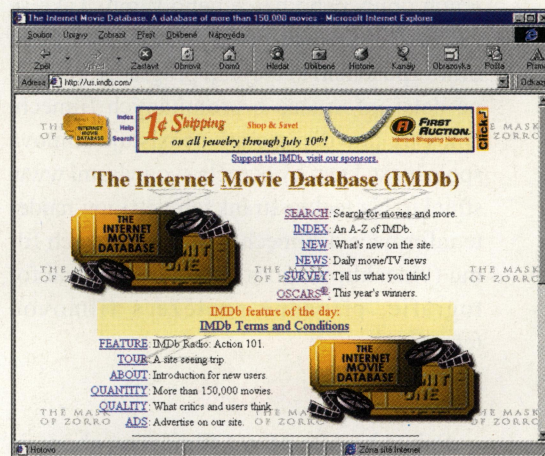 The Internet Movie Database. A database of more than 150,000 movies - Microsoft Internet Explorer
Soubor Úpravy Zobrazit Přejít Oblíbené Nápověda
Zpět Vpřed Zastavit Obnovit Domů Hledat Oblíbené Historie Kanály Obrazovka Pošta
Adresa http://us.imdb.com/ Odkazy
THE INTERNET MOVIE DATABASE
Index
Help
Search
1¢ Shipping Shop & Save!
on all jewelry through July 10th!
FIRST AUCTION.
Internet Shopping Network
CLICK
Support the IMDb, visit our sponsors.
The Internet Movie Database (IMDb)
THE INTERNET MOVIE DATABASE
ADMIT ONE
SEARCH: Search for movies and more.
INDEX: An A-Z of IMDb.
NEW: What's new on the site.
NEWS: Daily movie/TV news
SURVEY: Tell us what you think!
OSCARS®: This year's winners.
IMDb feature of the day:
IMDb Terms and Conditions
FEATURE: IMDb Radio: Action 101.
TOUR: A site seeing trip
ABOUT: Introduction for new users.
QUANTITY: More than 150,000 movies.
QUALITY: What critics and users think
ADS: Advertise on our site.
THE INTERNET MOVIE DATABASE
THE MASK OF ZORRO
Hotovo Zóna sítě Internet